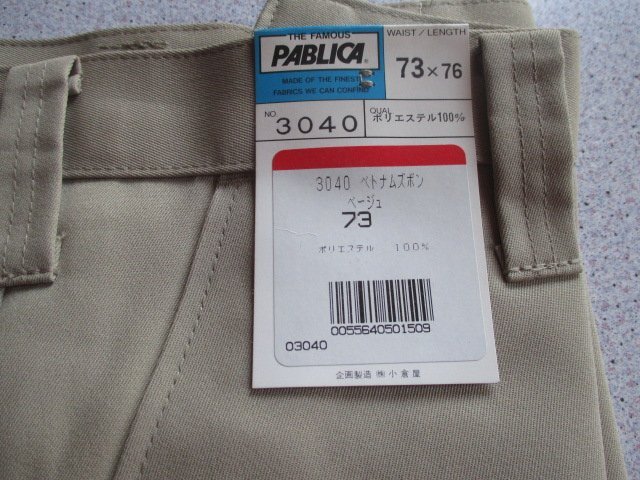 THE FAMOUS
PABLICA®
MADE OF THE FINEST
FABRICS WE CAN CONFIND
WAIST/LENGTH
73×76
NO. 3040
QUAL ポリエステル100%
3040 ベトナムズボン
ベージュ
73
ポリエステル 100%
0055640501509
03040
企画製造 ㈱小倉屋